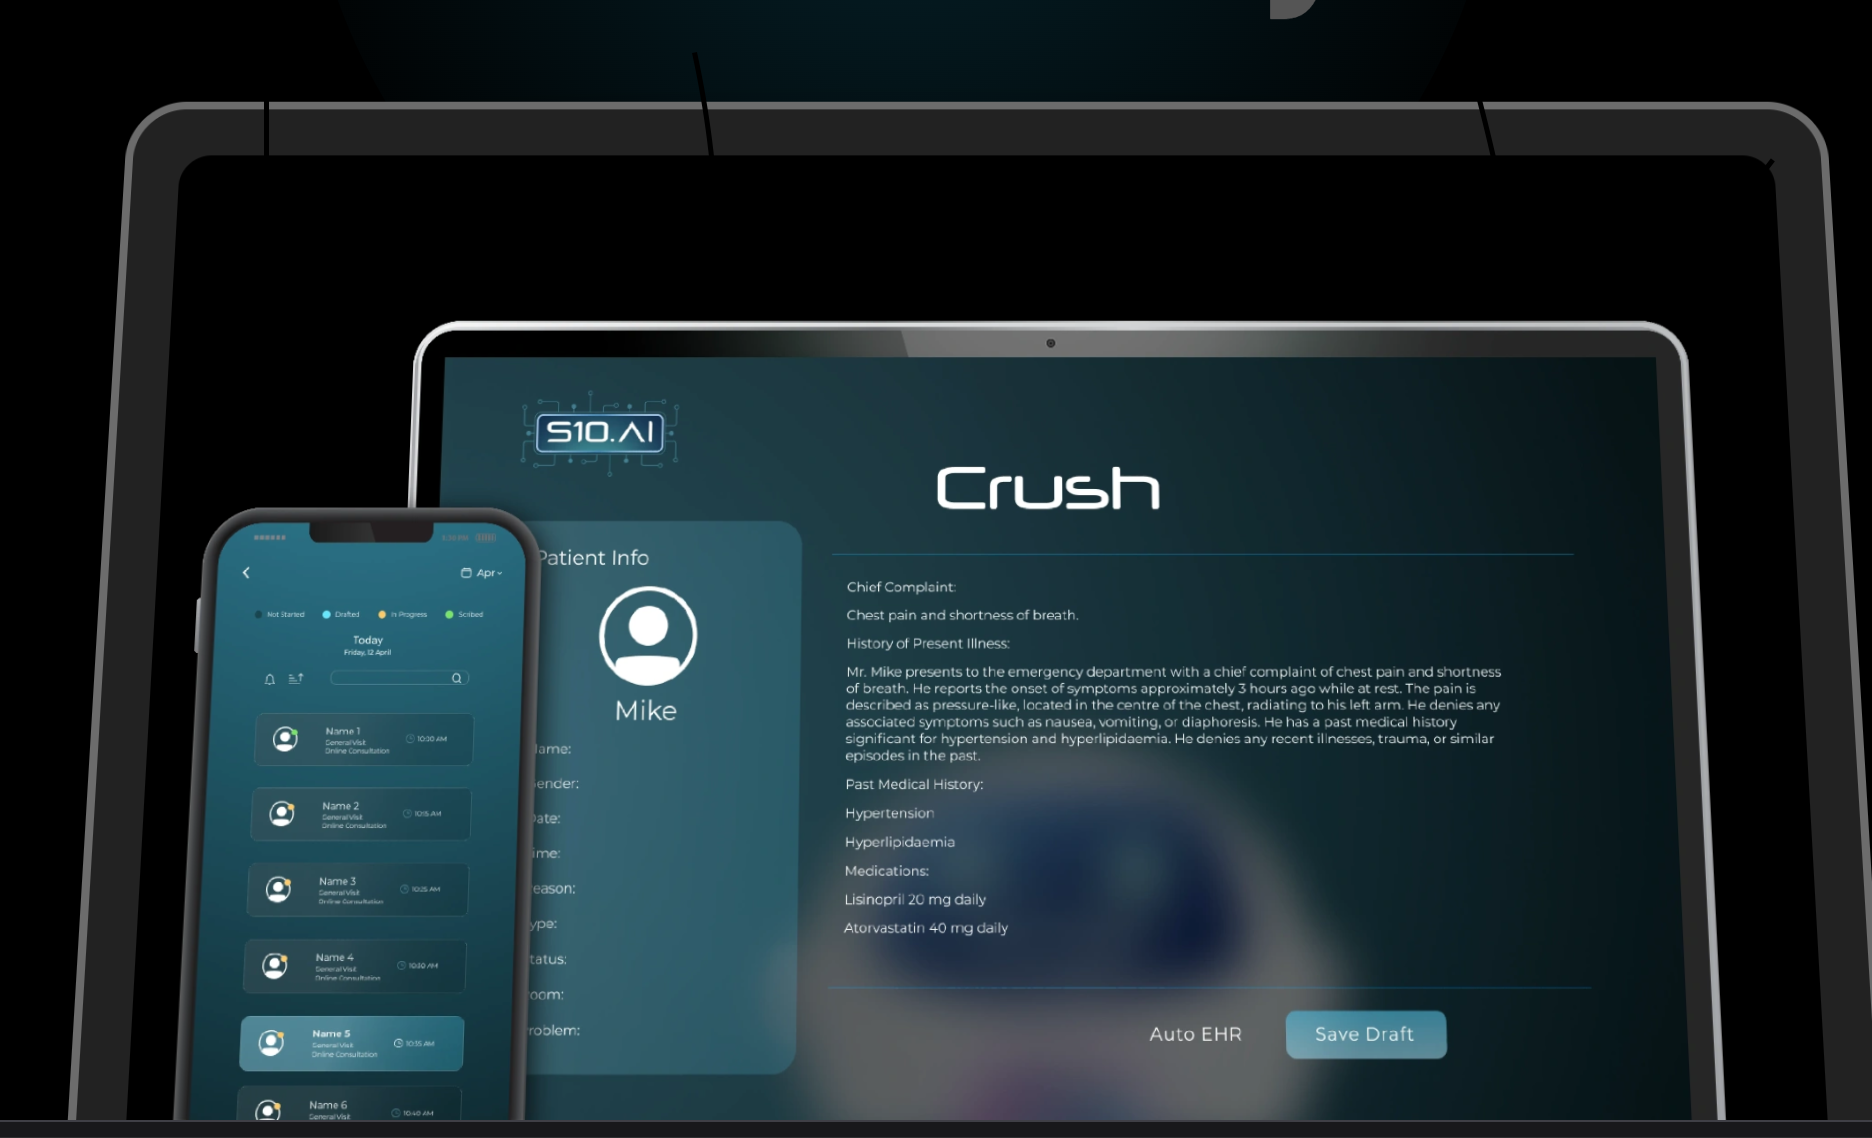 S10.AI
Crush
Patient Info
Mike
ame:
ender:
ate:
ime:
eason:
ype:
tatus:
oom:
roblem:
Chief Complaint:
Chest pain and shortness of breath.
History of Present Illness:
Mr. Mike presents to the emergency department with a chief complaint of chest pain and shortness
of breath. He reports the onset of symptoms approximately 3 hours ago while at rest. The pain is
described as pressure-like, located in the centre of the chest, radiating to his left arm. He denies any
associated symptoms such as nausea, vomiting, or diaphoresis. He has a past medical history
significant for hypertension and hyperlipidaemia. He denies any recent illnesses, trauma, or similar
episodes in the past.
Past Medical History:
Hypertension
Hyperlipidaemia
Medications:
Lisinopril 20 mg daily
Atorvastatin 40 mg daily
Auto EHR
Save Draft
Apr
Not Started Drafted In Progress Scribed
Today
Friday, 12 April
Name 1
General Visit
Online Consultation
10:00 AM
Name 2
General Visit
Online Consultation
10:15 AM
Name 3
General Visit
Online Consultation
10:25 AM
Name 4
General Visit
Online Consultation
10:30 AM
Name 5
General Visit
Online Consultation
10:35 AM
Name 6
General Visit
10:40 AM